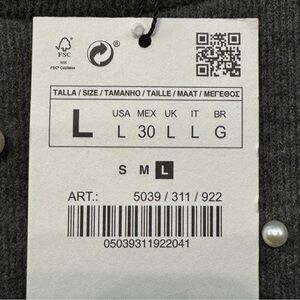 FSC
TALLA / SIZE / TAMANHO / TAILLE / MAAT / ΜΕΓΕΘΟΣ
L
USA MEX UK IT BR
L 30 L L G
S M L
ART.: 5039 / 311 / 922
05039311922041